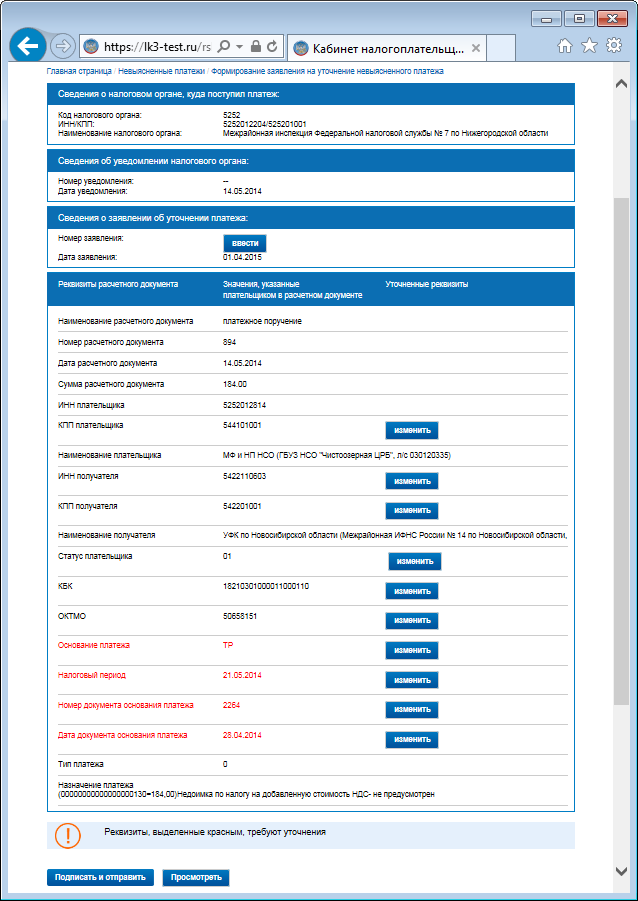 https://lk3-test.ru/rs
Кабинет налогоплательщ...
Главная страница / Невыясненные платежи / Формирование заявления на уточнение невыясненного платежа
Сведения о налоговом органе, куда поступил платеж:
Код налогового органа: 5252
ИНН/КПП: 5252012204/525201001
Наименование налогового органа: Межрайонная инспекция Федеральной налоговой службы № 7 по Нижегородской области
Сведения об уведомлении налогового органа:
Номер уведомления: --
Дата уведомления: 14.05.2014
Сведения о заявлении об уточнении платежа:
Номер заявления: ввести
Дата заявления: 01.04.2015
Реквизиты расчетного документа Значения, указанные Уточненные реквизиты
плательщиком в расчетном документе
Наименование расчетного документа платежное поручение
Номер расчетного документа 894
Дата расчетного документа 14.05.2014
Сумма расчетного документа 184,00
ИНН плательщика 5252012814
КПП плательщика 544101001 изменить
Наименование плательщика МФ и НП НСО (ГБУЗ НСО "Чистоозерная ЦРБ", л/с 030120335)
ИНН получателя 5422110603 изменить
КПП получателя 542201001 изменить
Наименование получателя УФК по Новосибирской области (Межрайонная ИФНС России № 14 по Новосибирской области,
Статус плательщика 01 изменить
КБК 18210301000011000110 изменить
ОКТМО 50658151 изменить
Основание платежа ТР изменить
Налоговый период 21.05.2014 изменить
Номер документа основания платежа 2264 изменить
Дата документа основания платежа 28.04.2014 изменить
Тип платежа 0
Назначение платежа
(00000000000000000130=184,00)Недоимка по налогу на добавленную стоимость НДС- не предусмотрен
Реквизиты, выделенные красным, требуют уточнения
Подписать и отправить Просмотреть